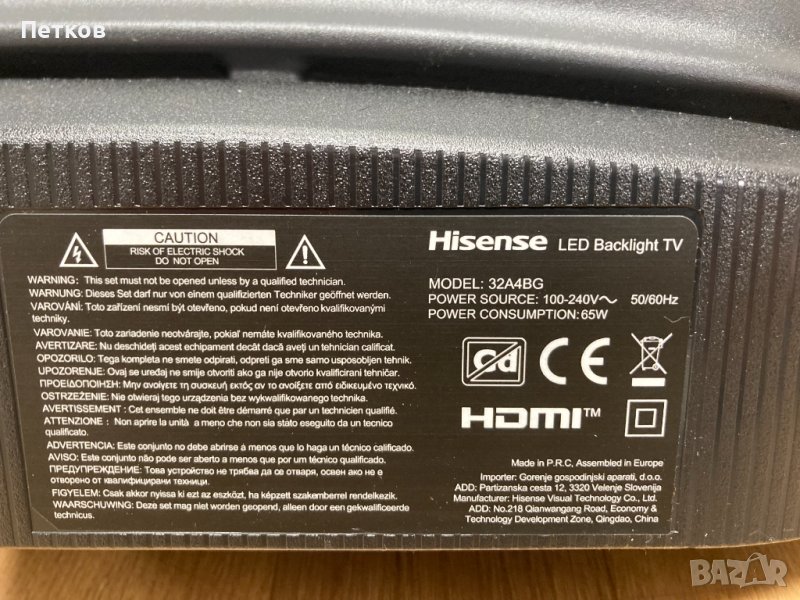 Петков
CAUTION
RISK OF ELECTRIC SHOCK
DO NOT OPEN
WARNING: This set must not be opened unless by a qualified technician.
WARNUNG: Dieses Set darf nur von einem qualifizierten Techniker geöffnet werden.
VAROVÁNI: Toto zařízení nesmí být otevřeno, pokud není otevřeno kvalifikovanými
techniky.
VAROVANIE: Toto zariadenie neotvárajte, pokiaľ nemáte kvalifikovaného technika.
AVERTIZARE: Nu deschideţi acest echipament decât dacă aveţi un tehnician calificat.
OPOZORILO: Tega kompleta ne smete odpirati, odpreti ga sme samo usposobljen tehnik.
UPOZORENJE: Ovaj se uređaj ne smije otvoriti ako ga nije otvorio kvalificirani tehničar.
ΠΡΟΕΙΔΟΠΟΙΗΣΗ: Μην ανοίγετε τη συσκευή εκτός αν το ανοίξετε από ειδικευμένο τεχνικό.
OSTRZEŻENIE: Nie otwieraj tego urządzenia bez wykwalifikowanego technika.
AVERTISSEMENT : Cet ensemble ne doit être démarré que par un technicien qualifié.
ATTENZIONE : Non aprire la unità a meno che non sia stáo eseguito da un tecnico
qualificato.
ADVERTENCIA: Este conjunto no debe abrirse á menos que lo haga un técnico calificado.
AVISO: Este conjunto não pode ser aberto a menos que por um técnico qualificado.
ПРЕДУПРЕЖДЕНИЕ: Това устройство не трябва да се отваря, освен ако не е
отворено от квалифицирани техници.
FIGYELEM: Csak akkor nyissa ki ezt az eszközt, ha képzett szakemberrel rendelkezik.
WAARSCHUWING: Deze set mag niet worden geopend, alleen door een gekwalificeerde
technicus.
Hisense LED Backlight TV
MODEL: 32A4BG
POWER SOURCE: 100-240V～ 50/60Hz
POWER CONSUMPTION: 65W
Cd CE
HDMI™
Made in P.R.C, Assembled in Europe
Importer: Gorenje gospodinjski aparati, d.o.o.
ADD: Partizanska cesta 12, 3320 Velenje Slovenija
Manufacturer: Hisense Visual Technology Co., Ltd.
ADD: No.218 Qianwangang Road, Economy &
Technology Development Zone, Qingdao, China
BAZAR